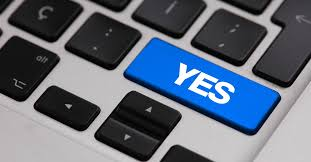 Ç
YES
alt